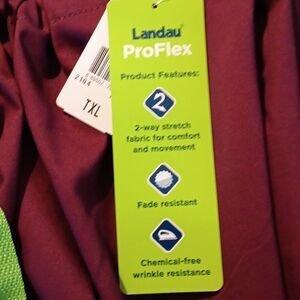 Landau
ProFlex
Product Features:
2
2-way stretch
fabric for comfort
and movement
Fade resistant
Chemical-free
wrinkle resistance
2104
TXL